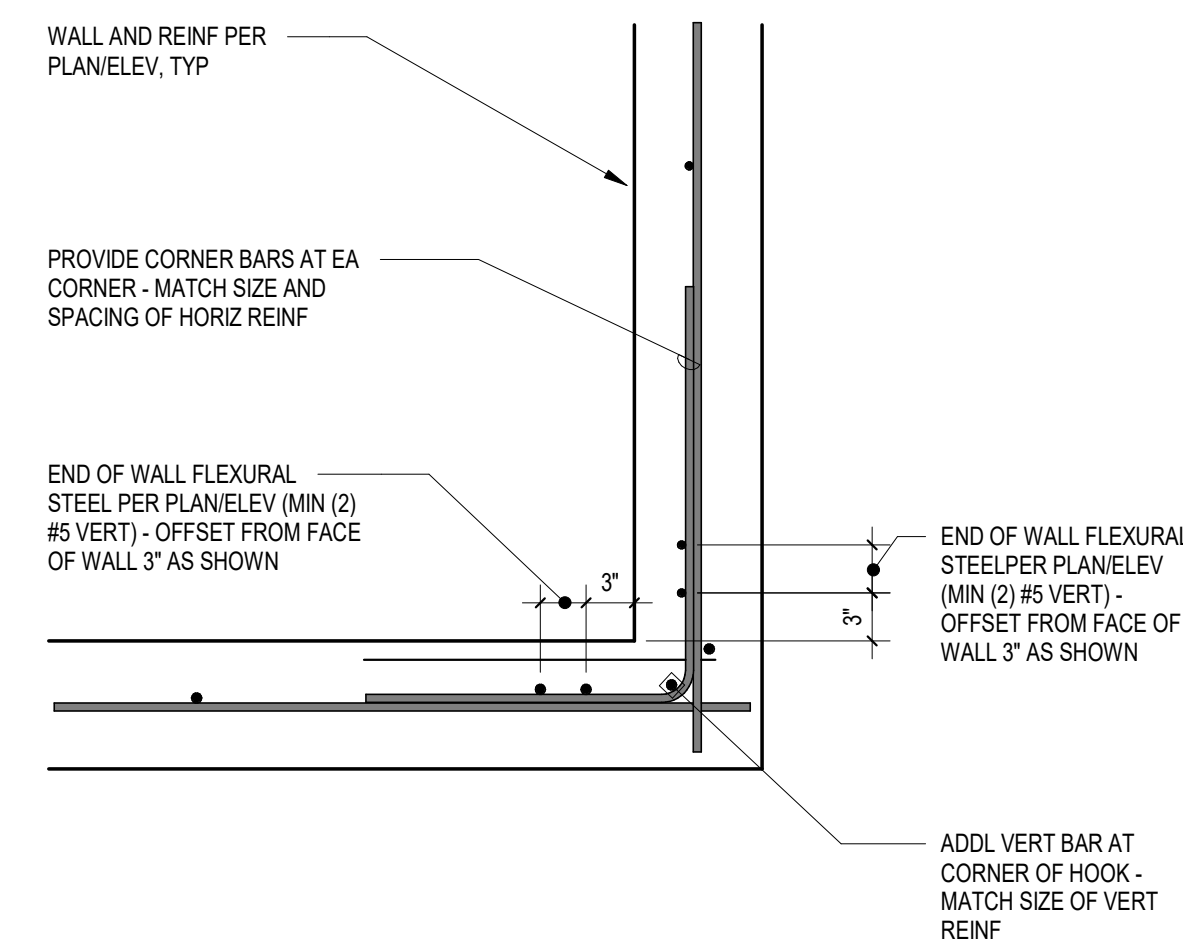 WALL AND REINF PER
PLAN/ELEV, TYP
PROVIDE CORNER BARS AT EA
CORNER - MATCH SIZE AND
SPACING OF HORIZ REINF
END OF WALL FLEXURAL
STEEL PER PLAN/ELEV (MIN (2)
#5 VERT) - OFFSET FROM FACE
OF WALL 3" AS SHOWN
3"
3"
END OF WALL FLEXURAL
STEELPER PLAN/ELEV
(MIN (2) #5 VERT) -
OFFSET FROM FACE OF
WALL 3" AS SHOWN
ADDL VERT BAR AT
CORNER OF HOOK -
MATCH SIZE OF VERT
REINF